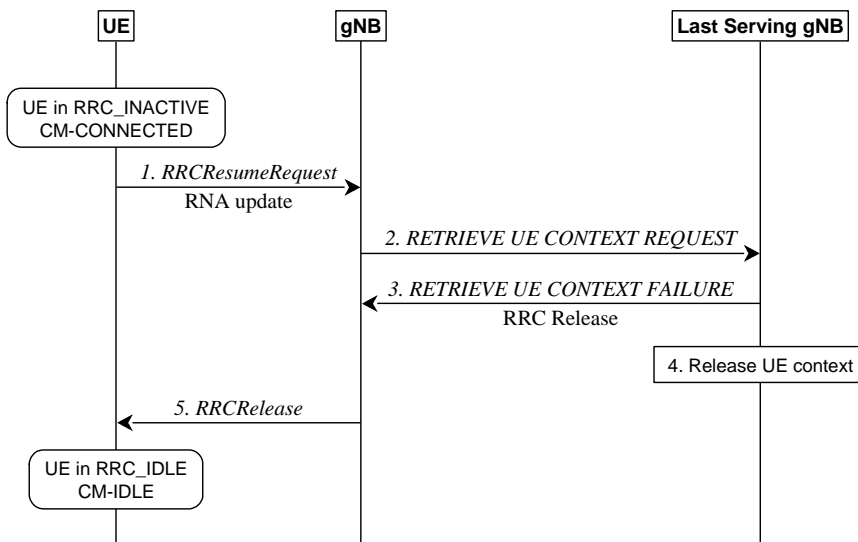 UE
gNB
Last Serving gNB
UE in RRC_INACTIVE
CM-CONNECTED
1. RRCResumeRequest
RNA update
2. RETRIEVE UE CONTEXT REQUEST
3. RETRIEVE UE CONTEXT FAILURE
RRC Release
4. Release UE context
5. RRCRelease
UE in RRC_IDLE
CM-IDLE